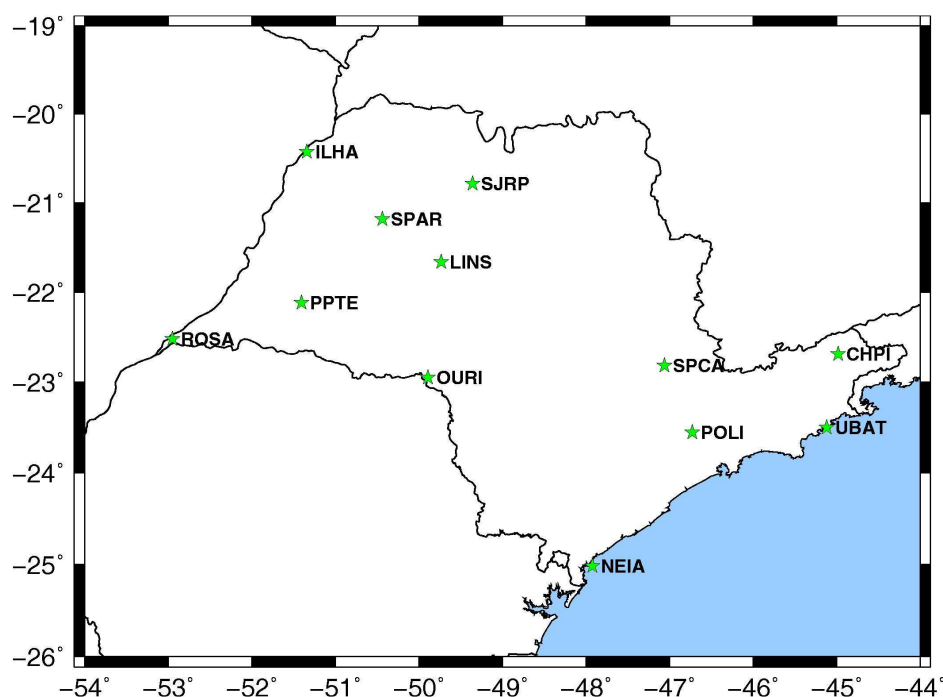 −19°
−20°
ILHA
SJRP
−21°
SPAR
LINS
−22°
PPTE
ROSA
CHPI
SPCA
OURI
−23°
UBAT
POLI
−24°
−25°
NEIA
−26°
−54° −53° −52° −51° −50° −49° −48° −47° −46° −45° −44°